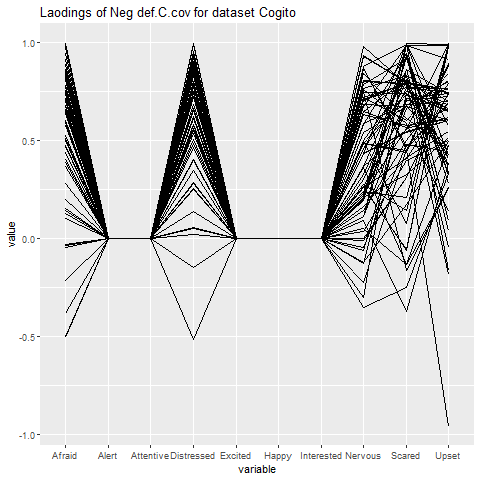 Laodings of Neg def.C.cov for dataset Cogito
1.0
0.5
0.0
-0.5
-1.0
value
Afraid Alert Attentive Distressed Excited Happy Interested Nervous Scared Upset
variable